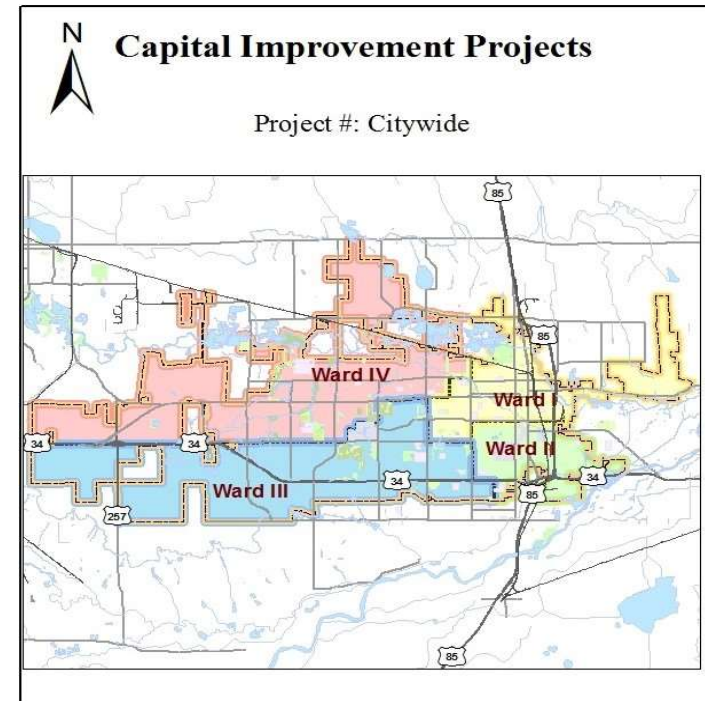 N
Capital Improvement Projects
Project #: Citywide
85
85
Ward IV
Ward I
34
34
Ward II
Ward III
34
34
85
257
85